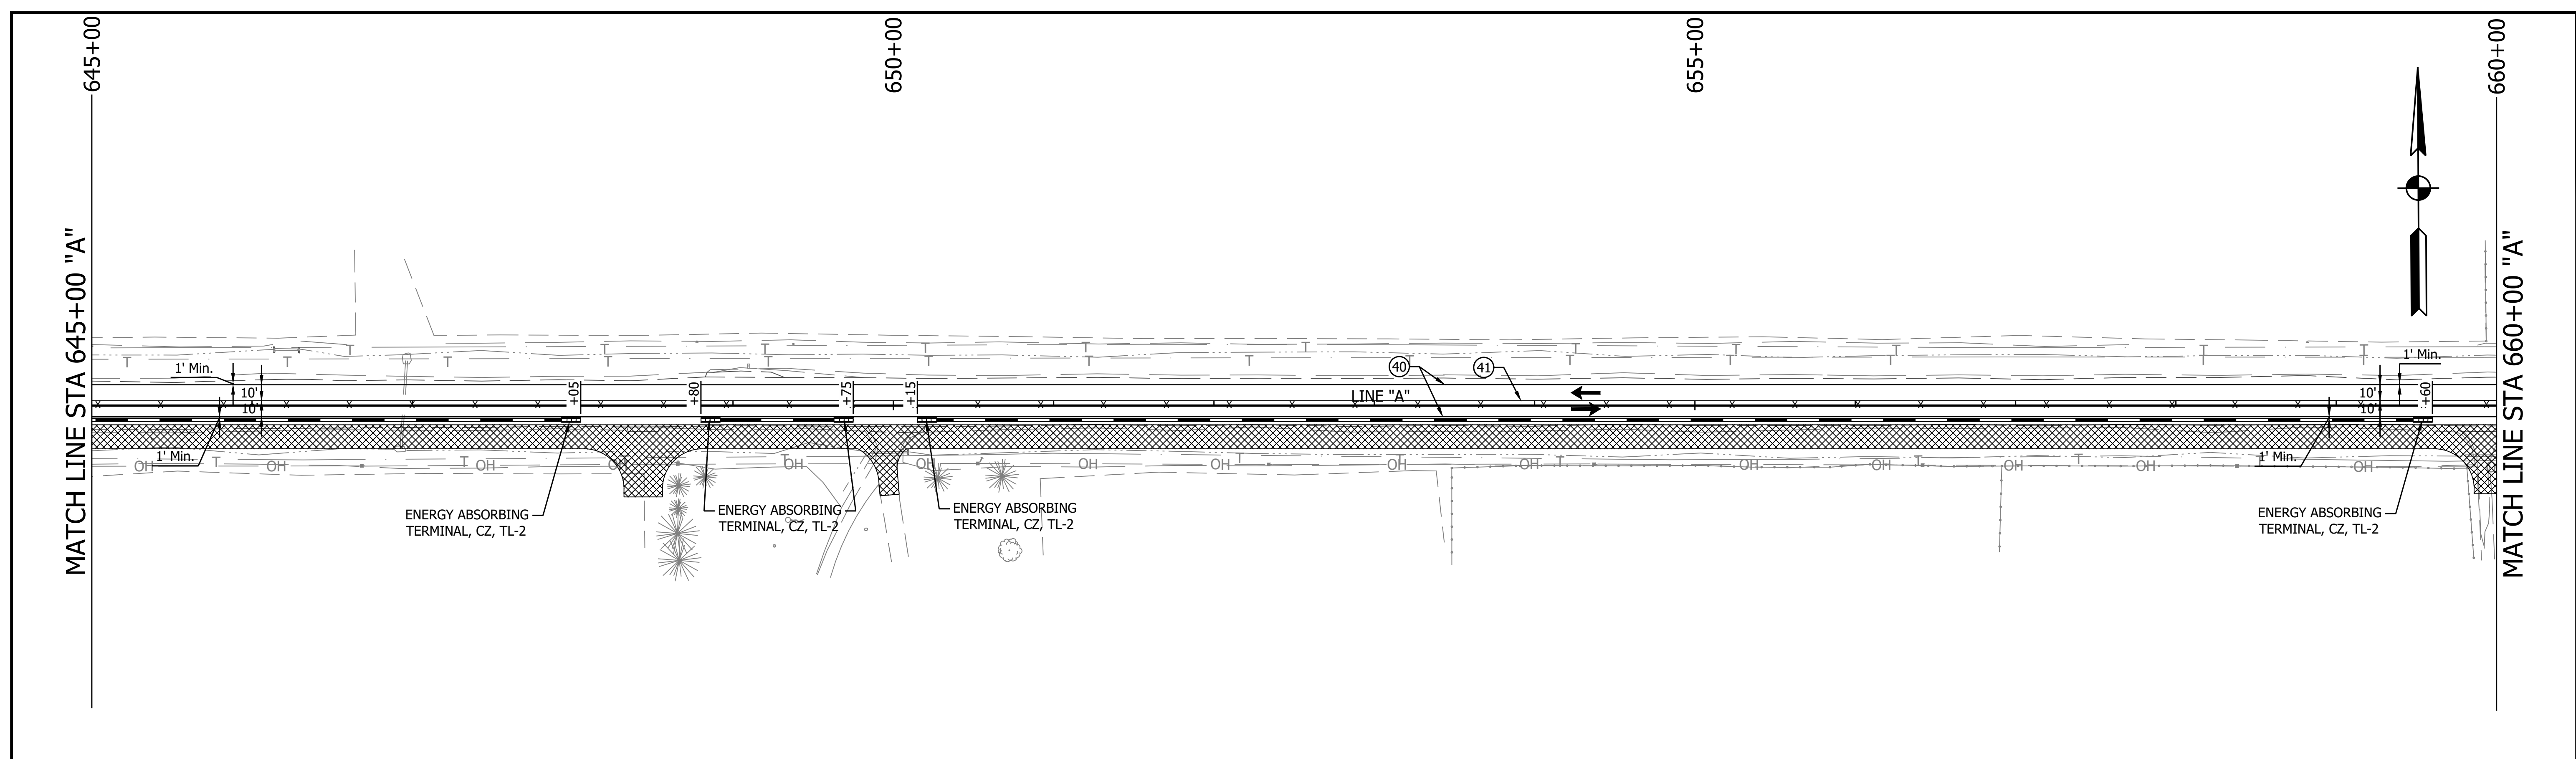 645+00
650+00
655+00
660+00
MATCH LINE STA 645+00 "A"
MATCH LINE STA 660+00 "A"
T T T T T T T T T T T T T
T T T T T T T T T T T T T T
1' Min.
10'
10'
1' Min.
+05
+80
+75
+15
40
41
LINE "A"
1' Min.
10'
10'
+60
1' Min.
OH T OH T OH OH T OH OH OH OH T OH T OH T OH OH T OH T OH OH
ENERGY ABSORBING
TERMINAL, CZ, TL-2
ENERGY ABSORBING
TERMINAL, CZ, TL-2
ENERGY ABSORBING
TERMINAL, CZ, TL-2
ENERGY ABSORBING
TERMINAL, CZ, TL-2